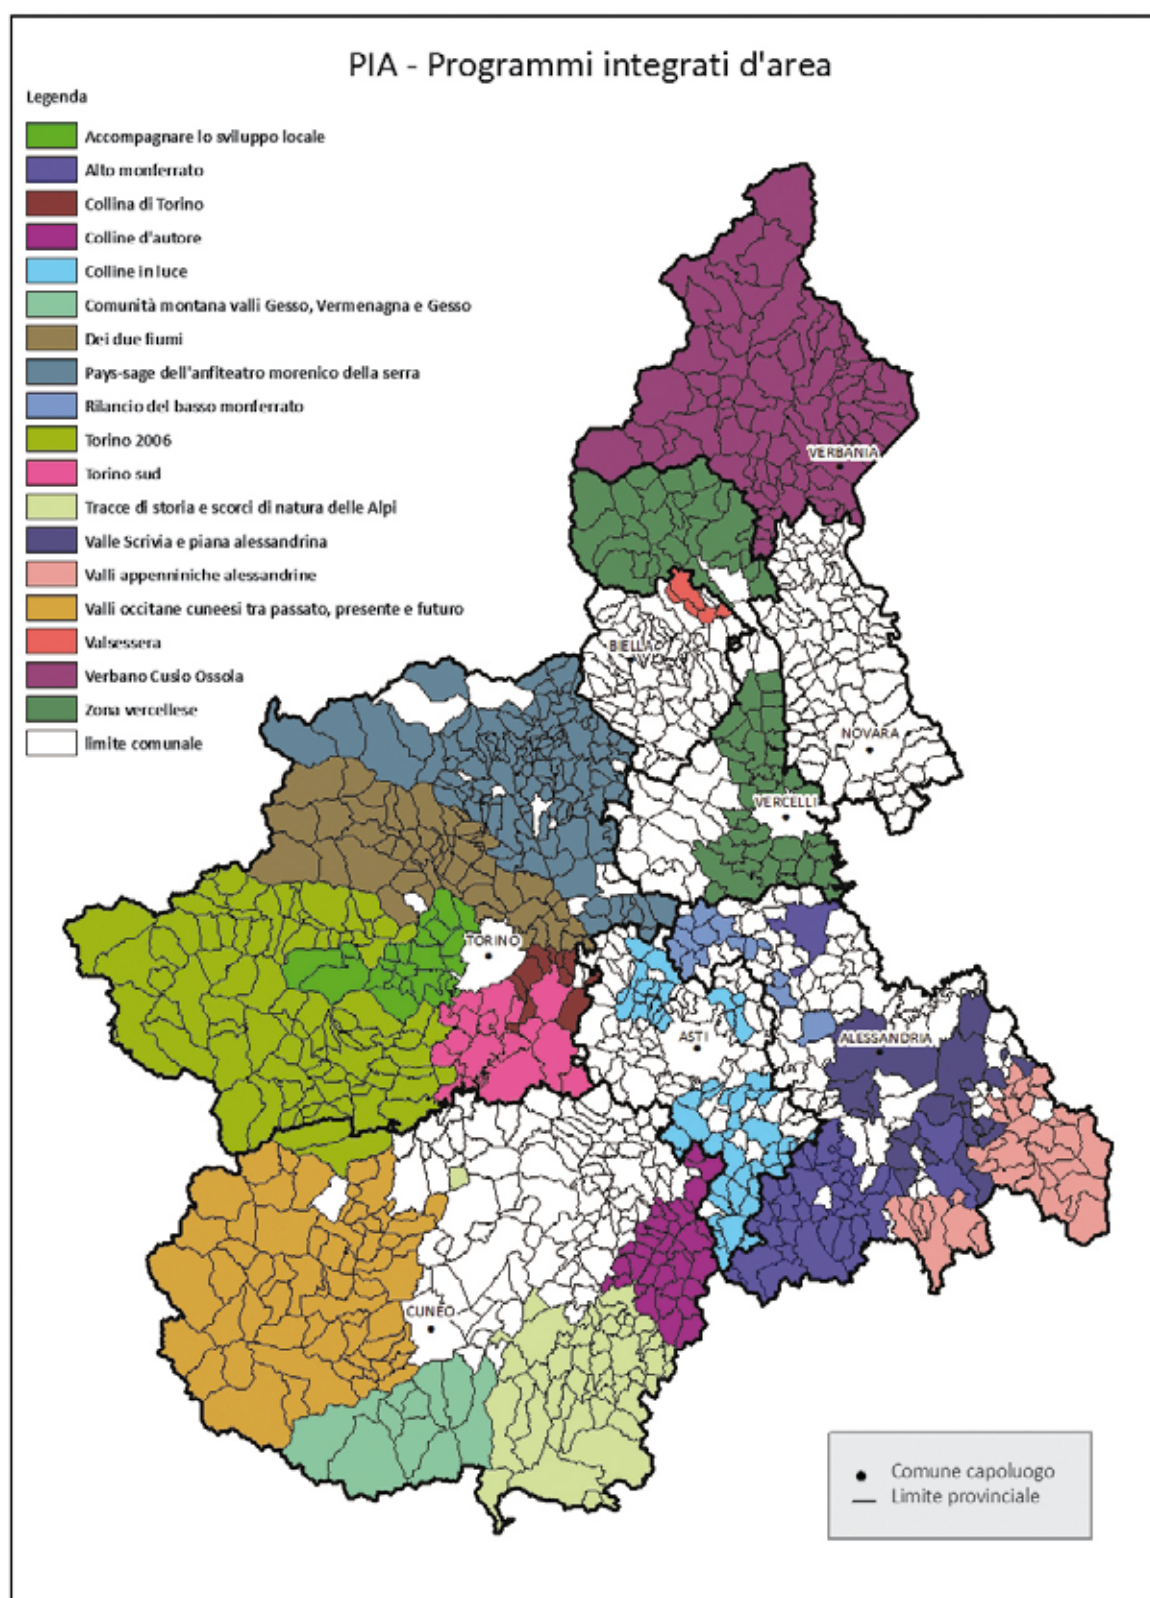 PIA - Programmi integrati d'area
Legenda
Accompagnare lo sviluppo locale
Alto monferrato
Collina di Torino
Colline d'autore
Colline in luce
Comunità montana valli Gesso, Vermenagna e Gesso
Dei due fiumi
Pays-sage dell'anfiteatro morenico della serra
Rilancio del basso monferrato
Torino 2006
Torino sud
Tracce di storia e scorci di natura delle Alpi
Valle Scrivia e piana alessandrina
Valli appenniniche alessandrine
Valli occitane cuneesi tra passato, presente e futuro
Valsessera
Verbano Cusio Ossola
Zona vercellese
limite comunale
VERBANIA
BIELLA
NOVARA
VERCELLI
TORINO
ASTI
ALESSANDRIA
CUNEO
Comune capoluogo
Limite provinciale